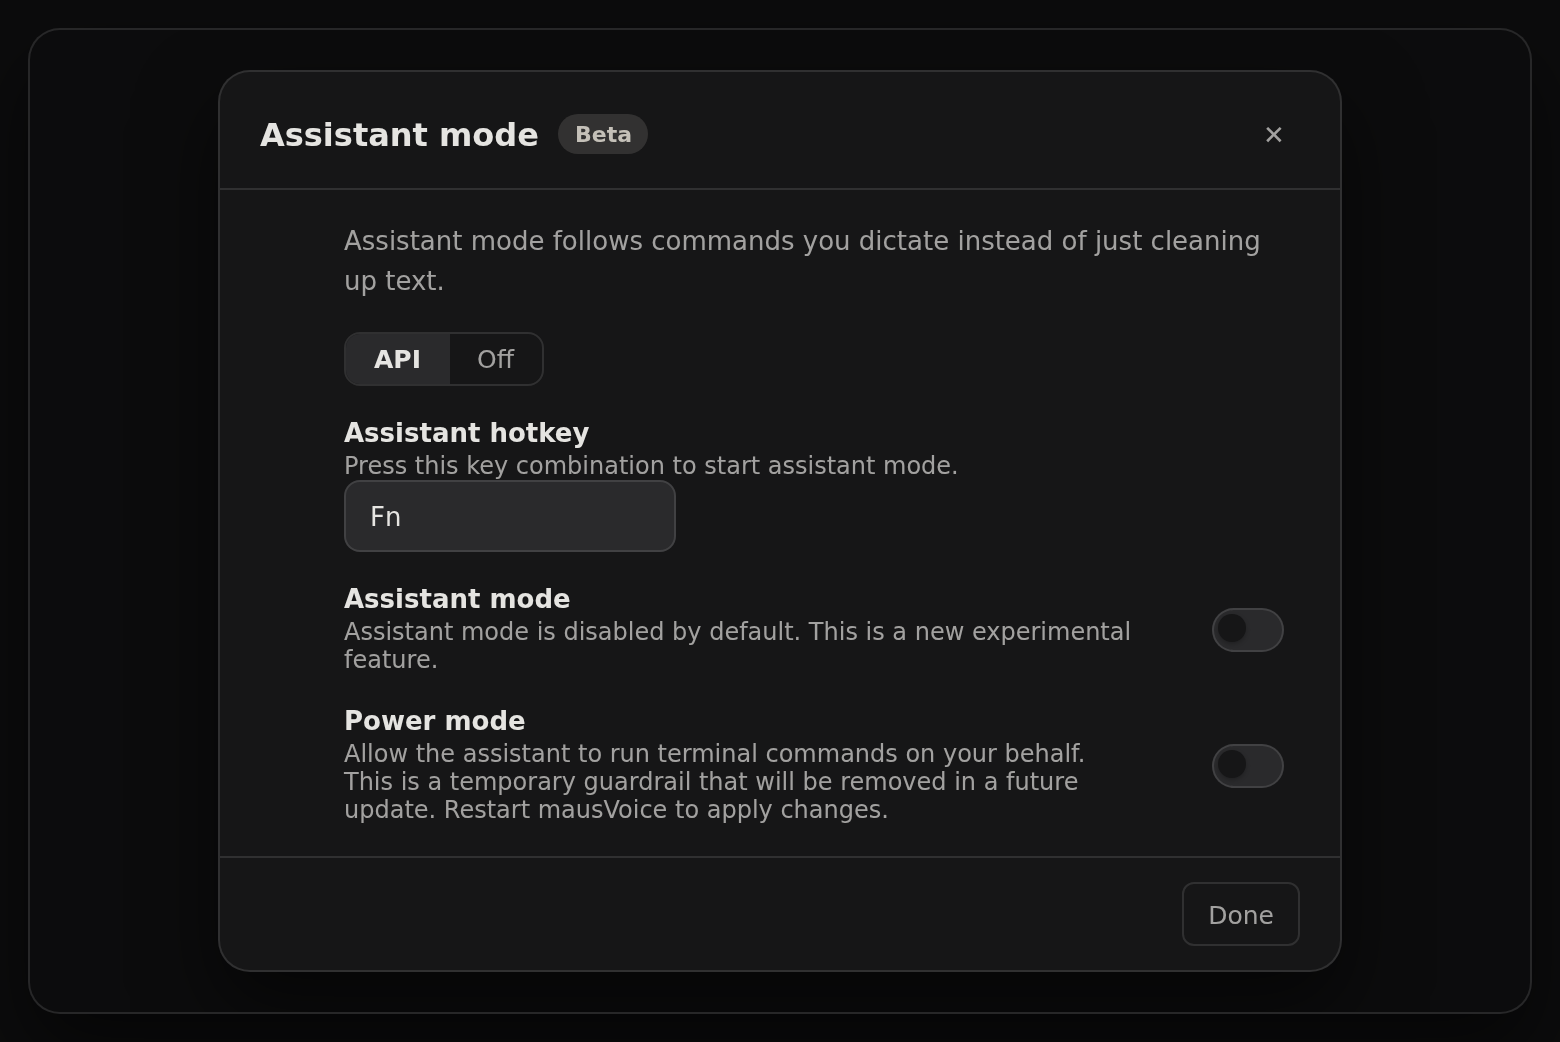 Assistant mode Beta ✕
Assistant mode follows commands you dictate instead of just cleaning
up text.
API Off
Assistant hotkey
Press this key combination to start assistant mode.
Fn
Assistant mode
Assistant mode is disabled by default. This is a new experimental
feature.
Power mode
Allow the assistant to run terminal commands on your behalf.
This is a temporary guardrail that will be removed in a future
update. Restart mausVoice to apply changes.
Done